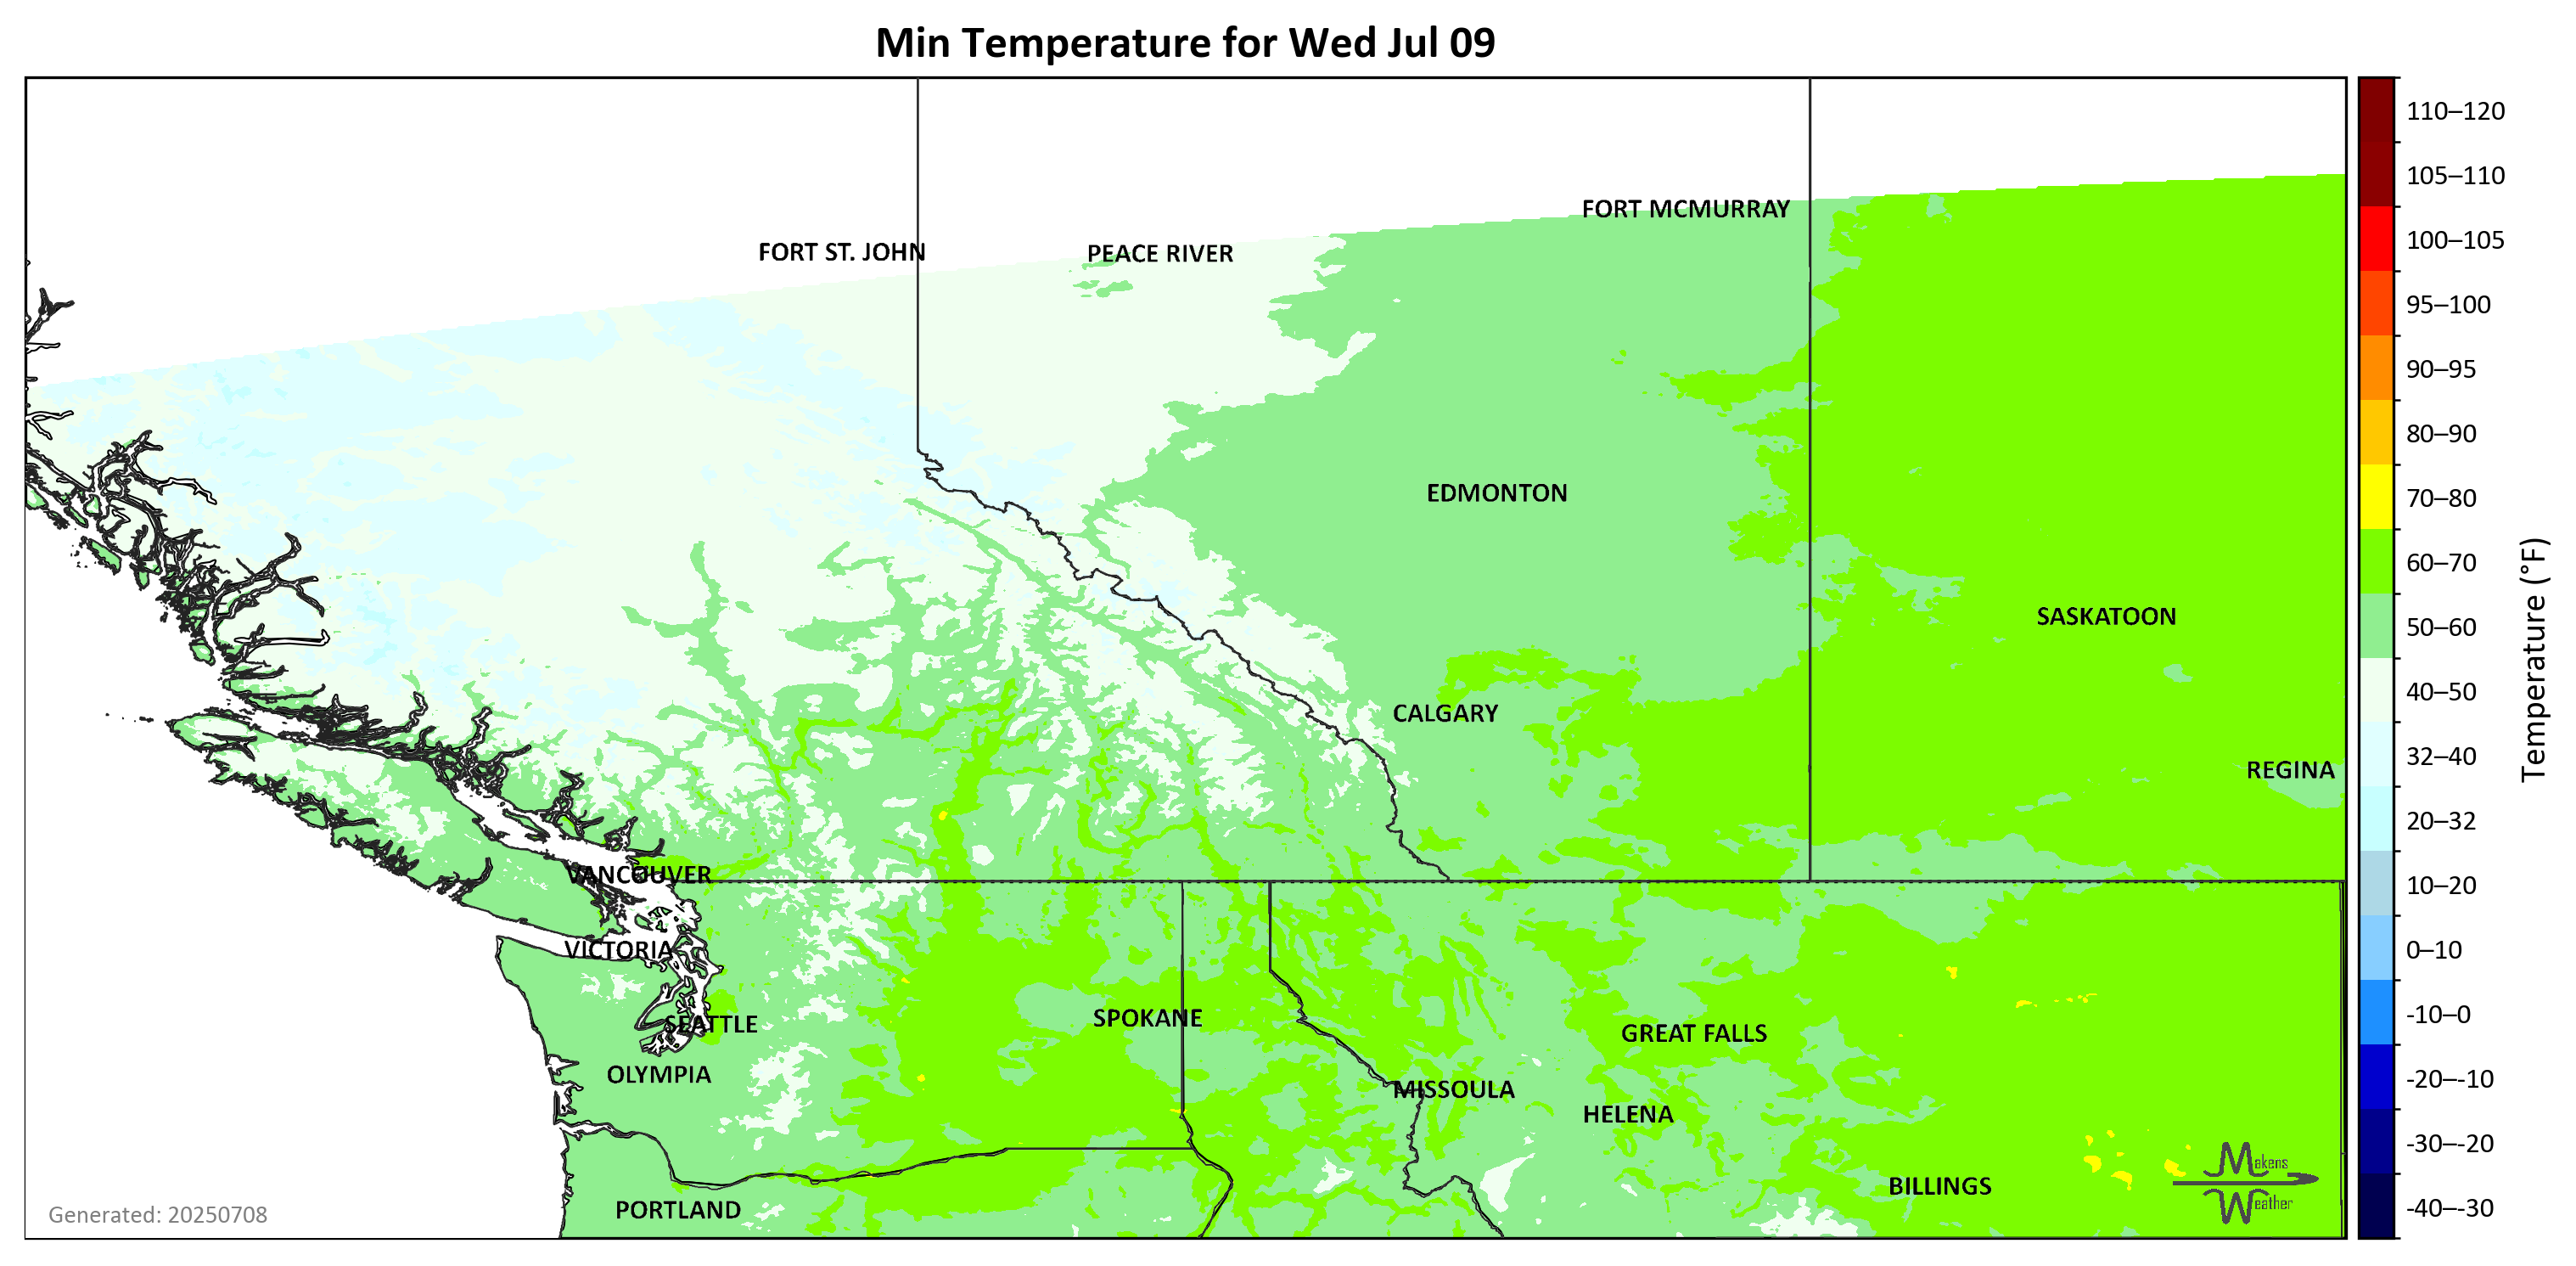 Min Temperature for Wed Jul 09
110–120
105–110
FORT MCMURRAY
100–105
FORT ST. JOHN
PEACE RIVER
95–100
90–95
80–90
EDMONTON
70–80
60–70
SASKATOON
50–60
Temperature (°F)
40–50
CALGARY
32–40
REGINA
20–32
VANCOUVER
10–20
VICTORIA
0–10
SPOKANE
-10–0
SEATTLE
GREAT FALLS
OLYMPIA
-20–-10
MISSOULA
HELENA
-30–-20
Makens
BILLINGS
Weather
PORTLAND
-40–-30
Generated: 20250708